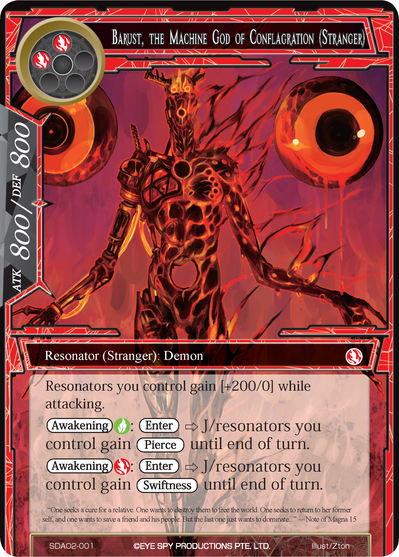 Barust, the Machine God of Conflagration (Stranger)
ATK 800/DEF 800
Resonator (Stranger): Demon
Resonators you control gain [+200/0] while
attacking.
Awakening : Enter ⇨ J/resonators you
control gain Pierce until end of turn.
Awakening : Enter ⇨ J/resonators you
control gain Swiftness until end of turn.
"One seeks a cure for a relative. One wants to destroy them to free the world. One seeks to return to her former
self, and one wants to save a friend and his people. But the last one just wants to dominate..." —Note of Magna 15
SDAO2-001
©EYE SPY PRODUCTIONS PTE. LTD.
Illust/Zton